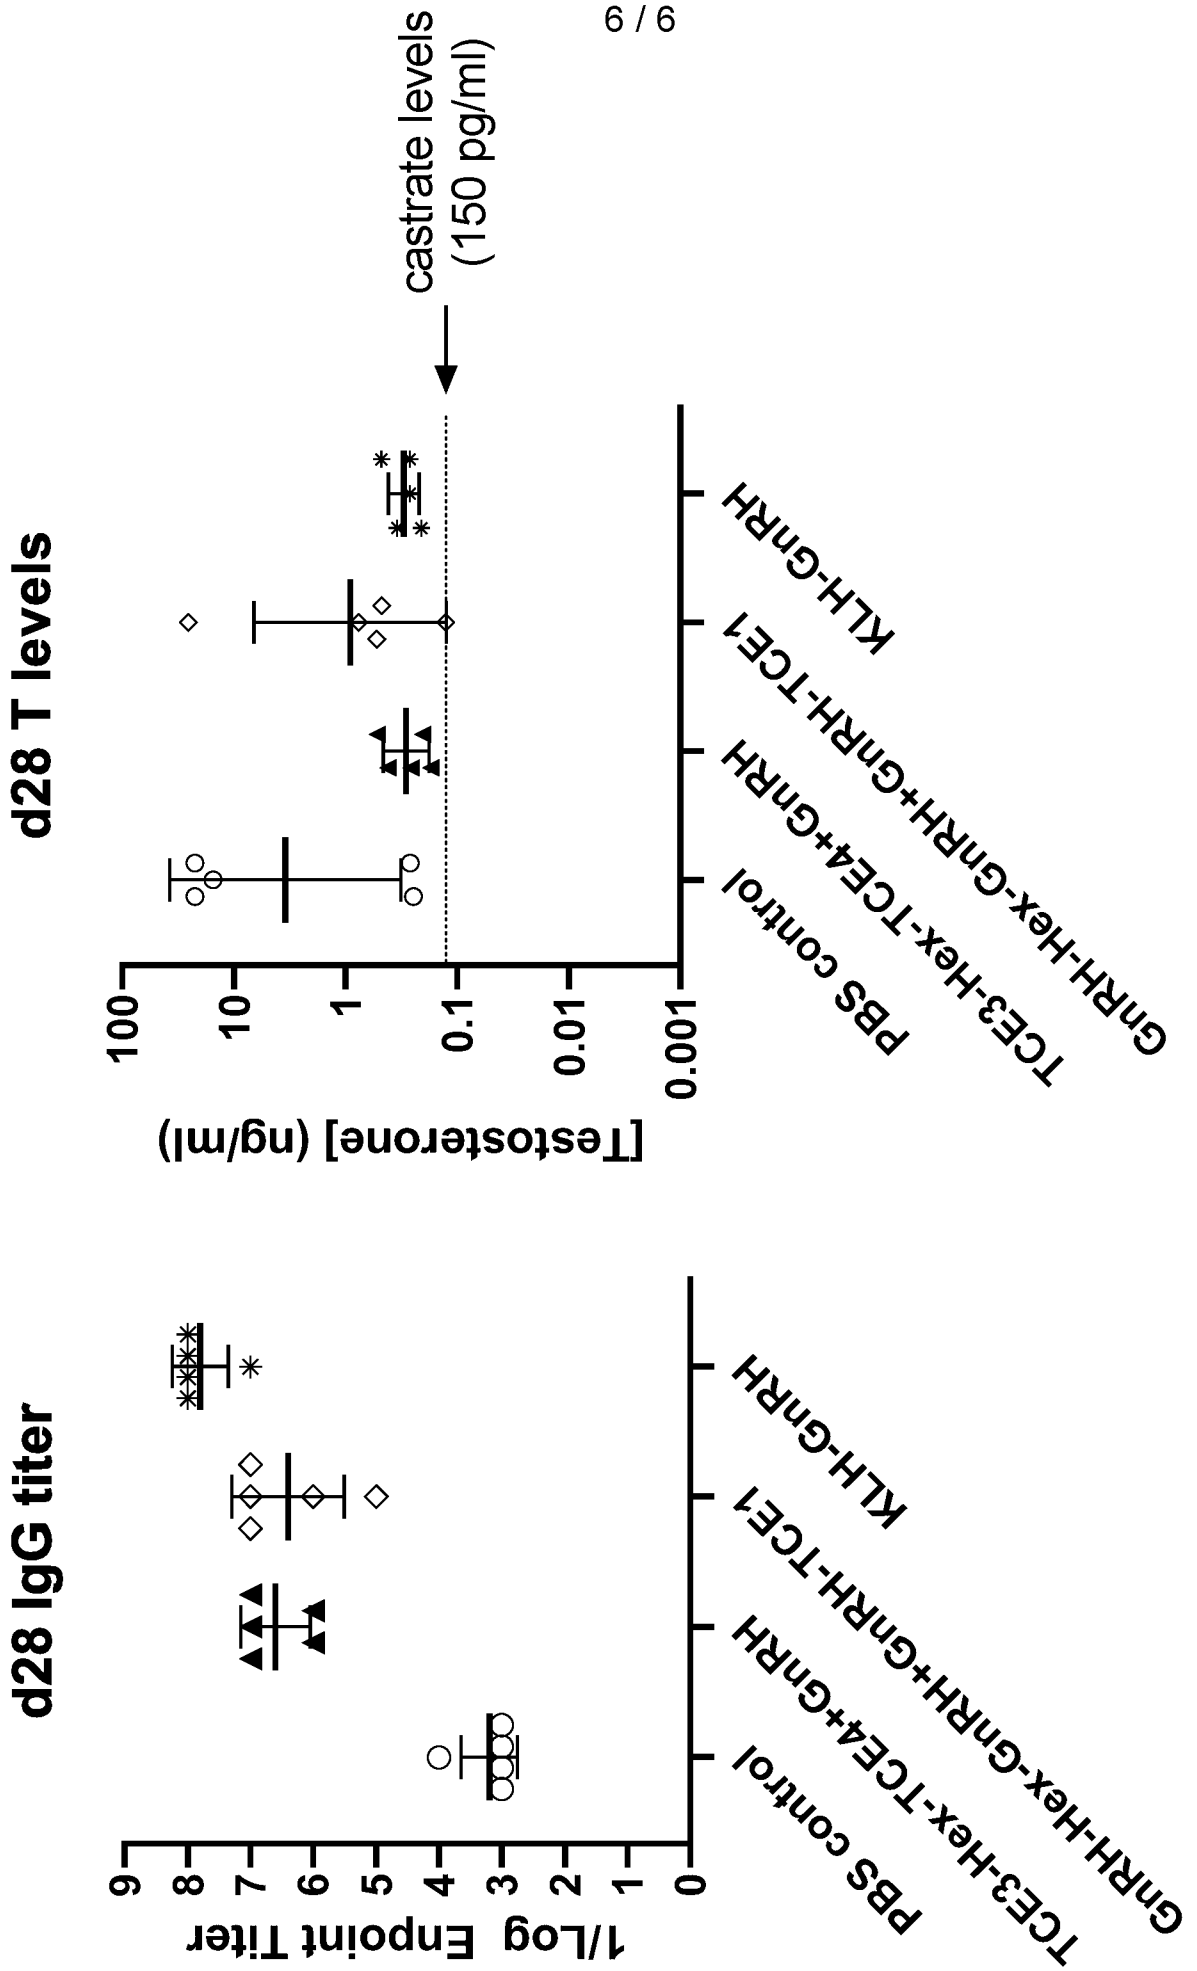 6 / 6
d28 IgG titer
1/Log Enpoint Titer
9
8
7
6
5
4
3
2
1
0
PBS control
TCE3-Hex-TCE4+GnRH
GnRH-Hex-GnRH+GnRH-TCE1
KLH-GnRH
d28 T levels
[Testosterone] (ng/ml)
100
10
1
0.1
0.01
0.001
PBS control
TCE3-Hex-TCE4+GnRH
GnRH-Hex-GnRH+GnRH-TCE1
KLH-GnRH
castrate levels
(150 pg/ml)